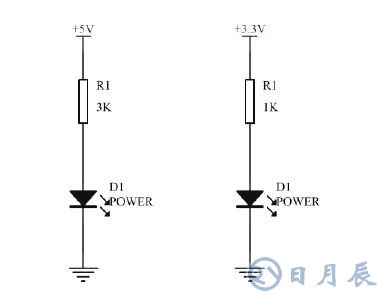 +5V
R1
3K
D1
POWER
+3.3V
R1
1K
D1
POWER
日月辰